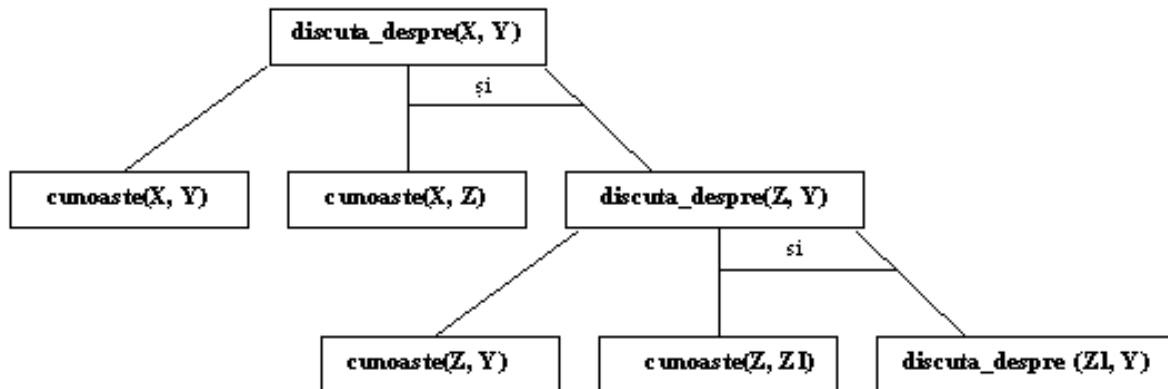 discuta_despre(X, Y)
și
cunoaste(X, Y)
cunoaste(X, Z)
discuta_despre(Z, Y)
si
cunoaste(Z, Y)
cunoaste(Z, Z1)
discuta_despre (Z1, Y)